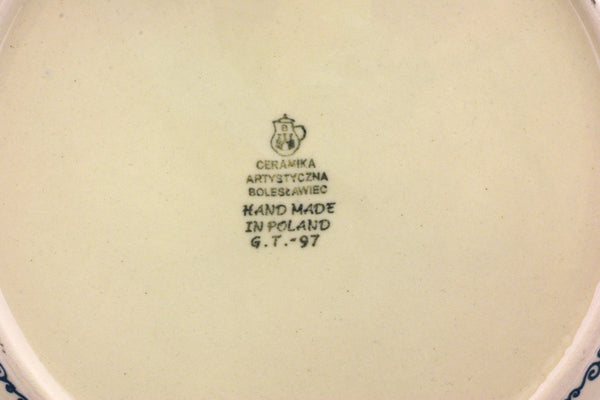 CERAMIKA
ARTYSTYCZNA
BOLESŁAWIEC
HAND MADE
IN POLAND
G.T.-97